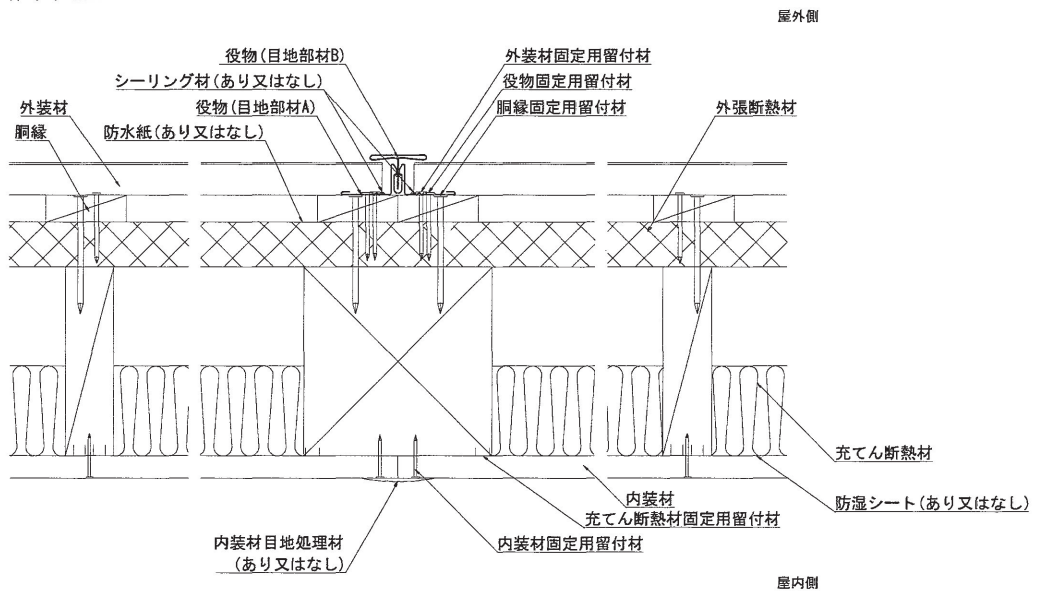 屋外側
役物(目地部材B)
外装材固定用留付材
シーリング材(あり又はなし)
役物固定用留付材
外装材
役物(目地部材A)
胴縁固定用留付材
外張断熱材
胴縁
防水紙(あり又はなし)
充てん断熱材
内装材
防湿シート(あり又はなし)
充てん断熱材固定用留付材
内装材目地処理材
(あり又はなし)
内装材固定用留付材
屋内側